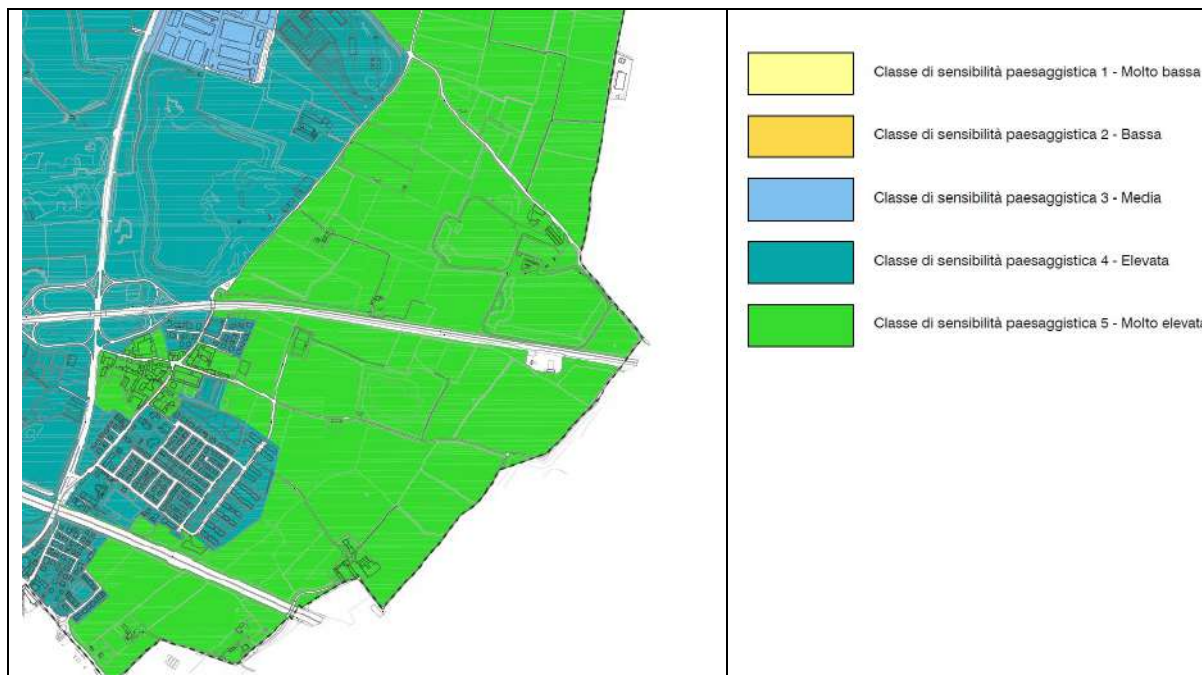 Classe di sensibilità paesaggistica 1 - Molto bassa
Classe di sensibilità paesaggistica 2 - Bassa
Classe di sensibilità paesaggistica 3 - Media
Classe di sensibilità paesaggistica 4 - Elevata
Classe di sensibilità paesaggistica 5 - Molto elevata